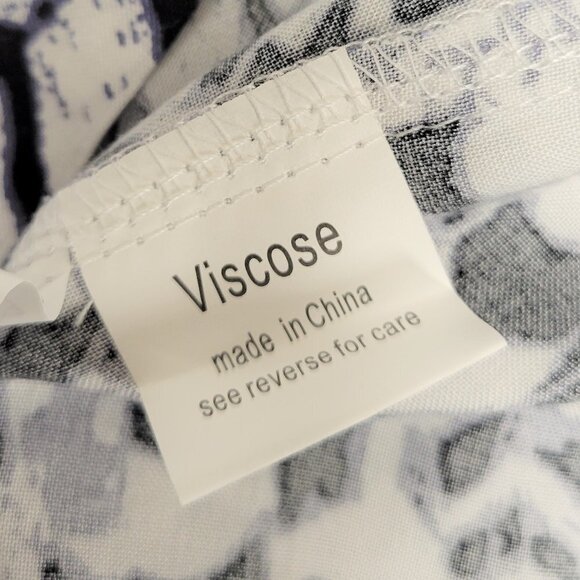 Viscose
made in China
see reverse for care